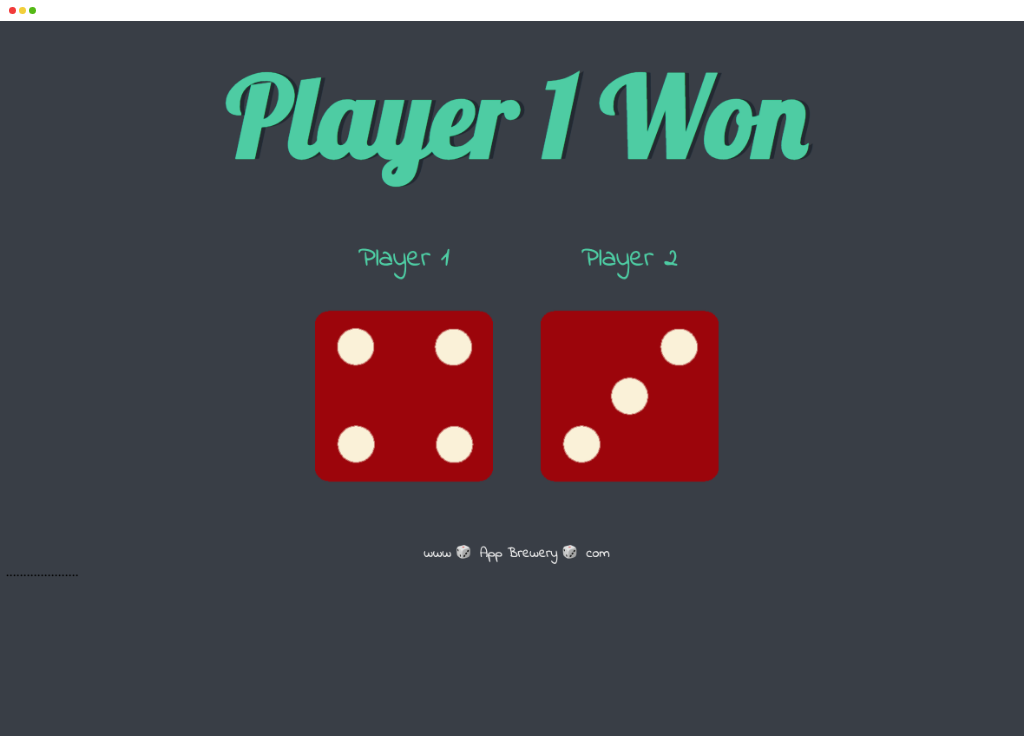 Player 1 Won
Player 1
Player 2
www 🎲 App Brewery 🎲 com
.....................